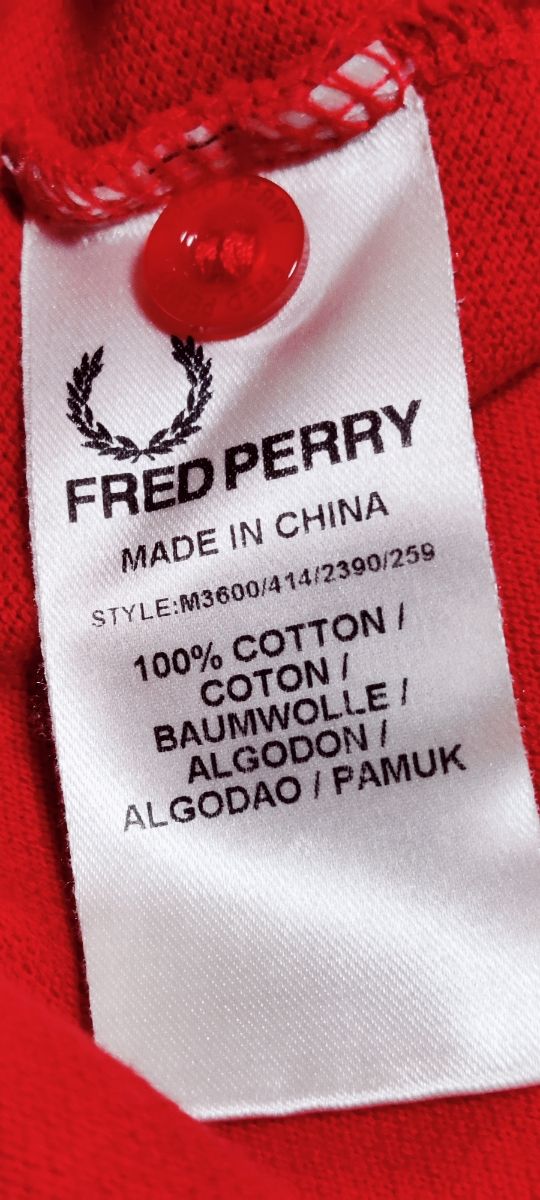 FRED PERRY
MADE IN CHINA
STYLE:M3600/414/2390/259
100% COTTON /
COTON /
BAUMWOLLE /
ALGODON /
ALGODAO / PAMUK